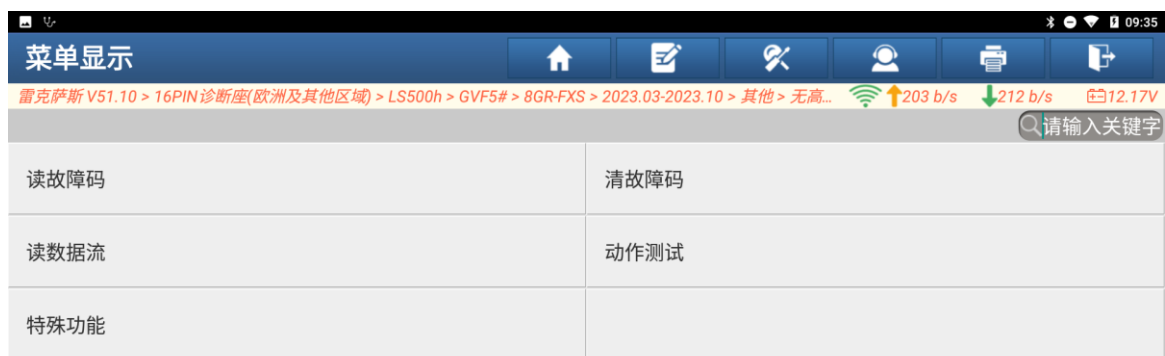 09:35
菜单显示
雷克萨斯 V51.10 > 16PIN诊断座(欧洲及其他区域) > LS500h > GVF5# > 8GR-FXS > 2023.03-2023.10 > 其他 > 无高... 203 b/s 212 b/s 12.17V
请输入关键字
读故障码 清故障码
读数据流 动作测试
特殊功能